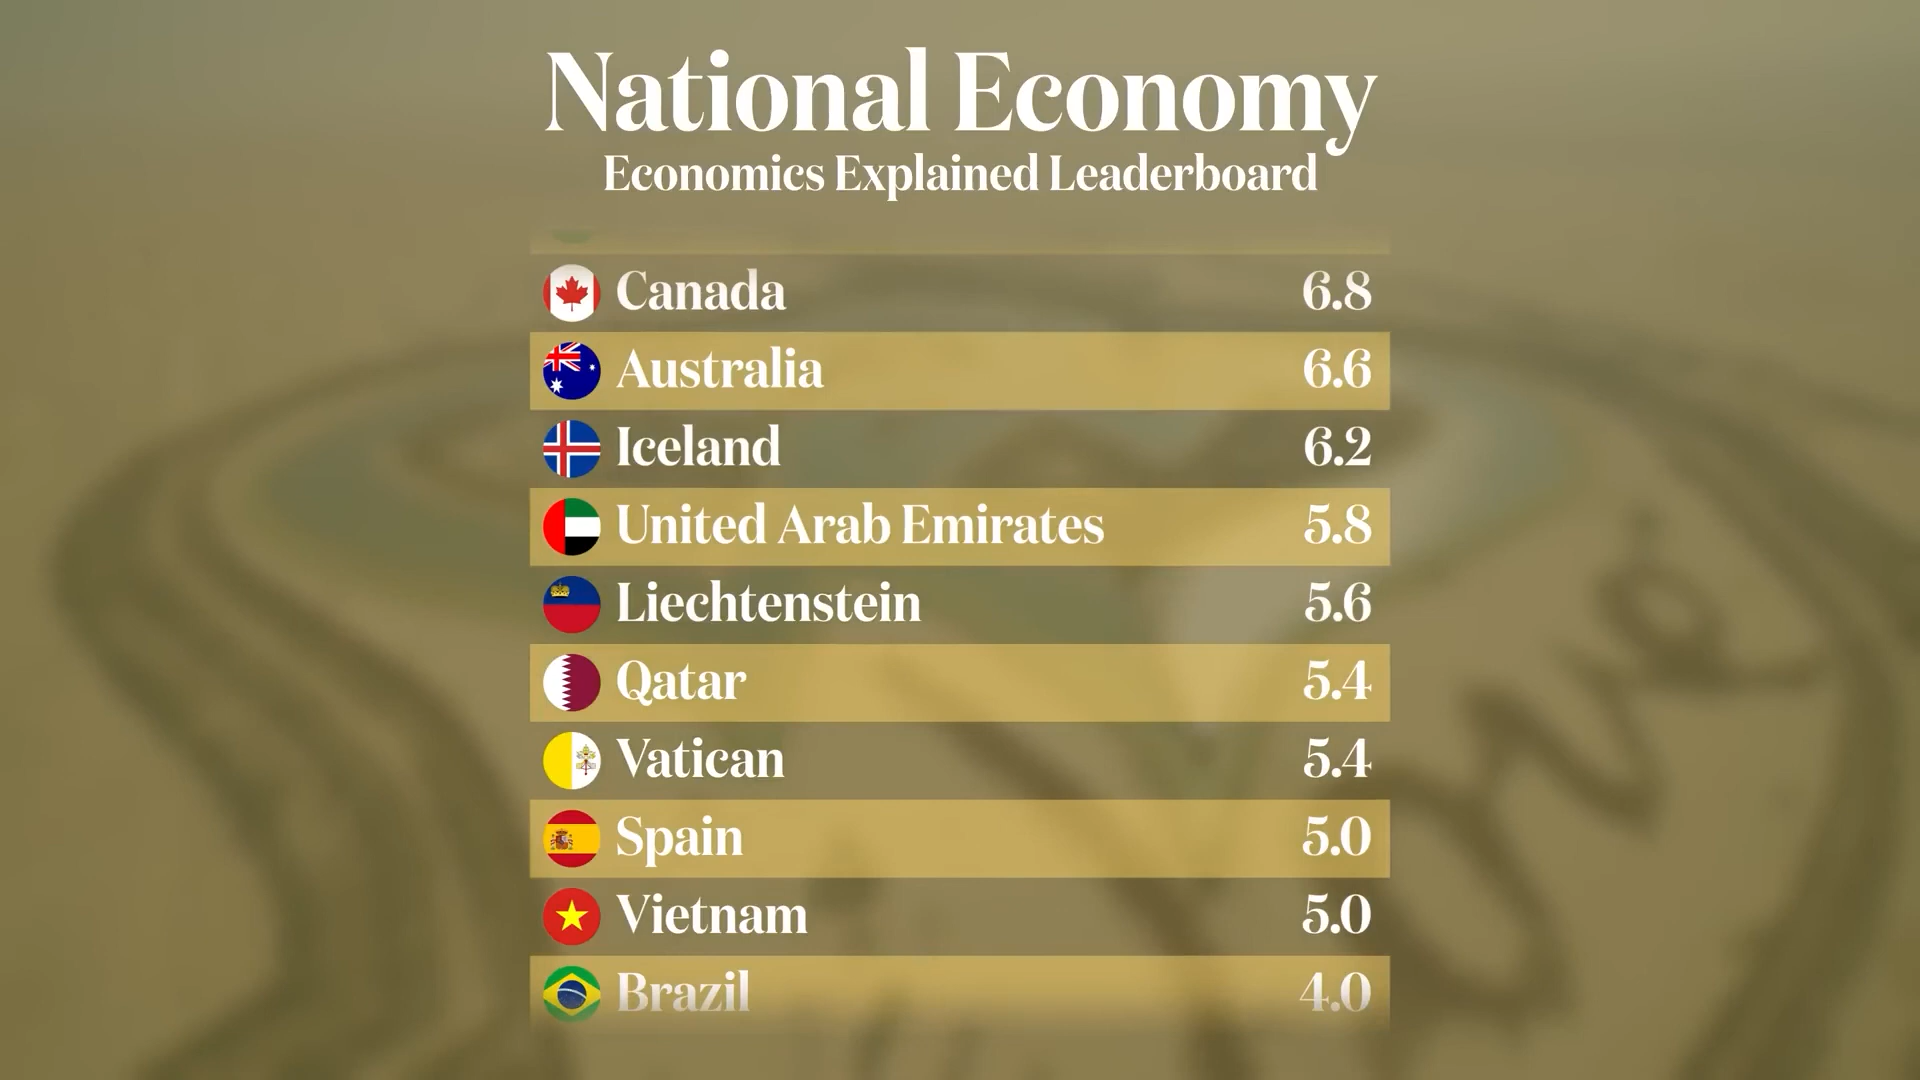 National Economy
Economics Explained Leaderboard
Canada 6.8
Australia 6.6
Iceland 6.2
United Arab Emirates 5.8
Liechtenstein 5.6
Qatar 5.4
Vatican 5.4
Spain 5.0
Vietnam 5.0
Brazil 4.0